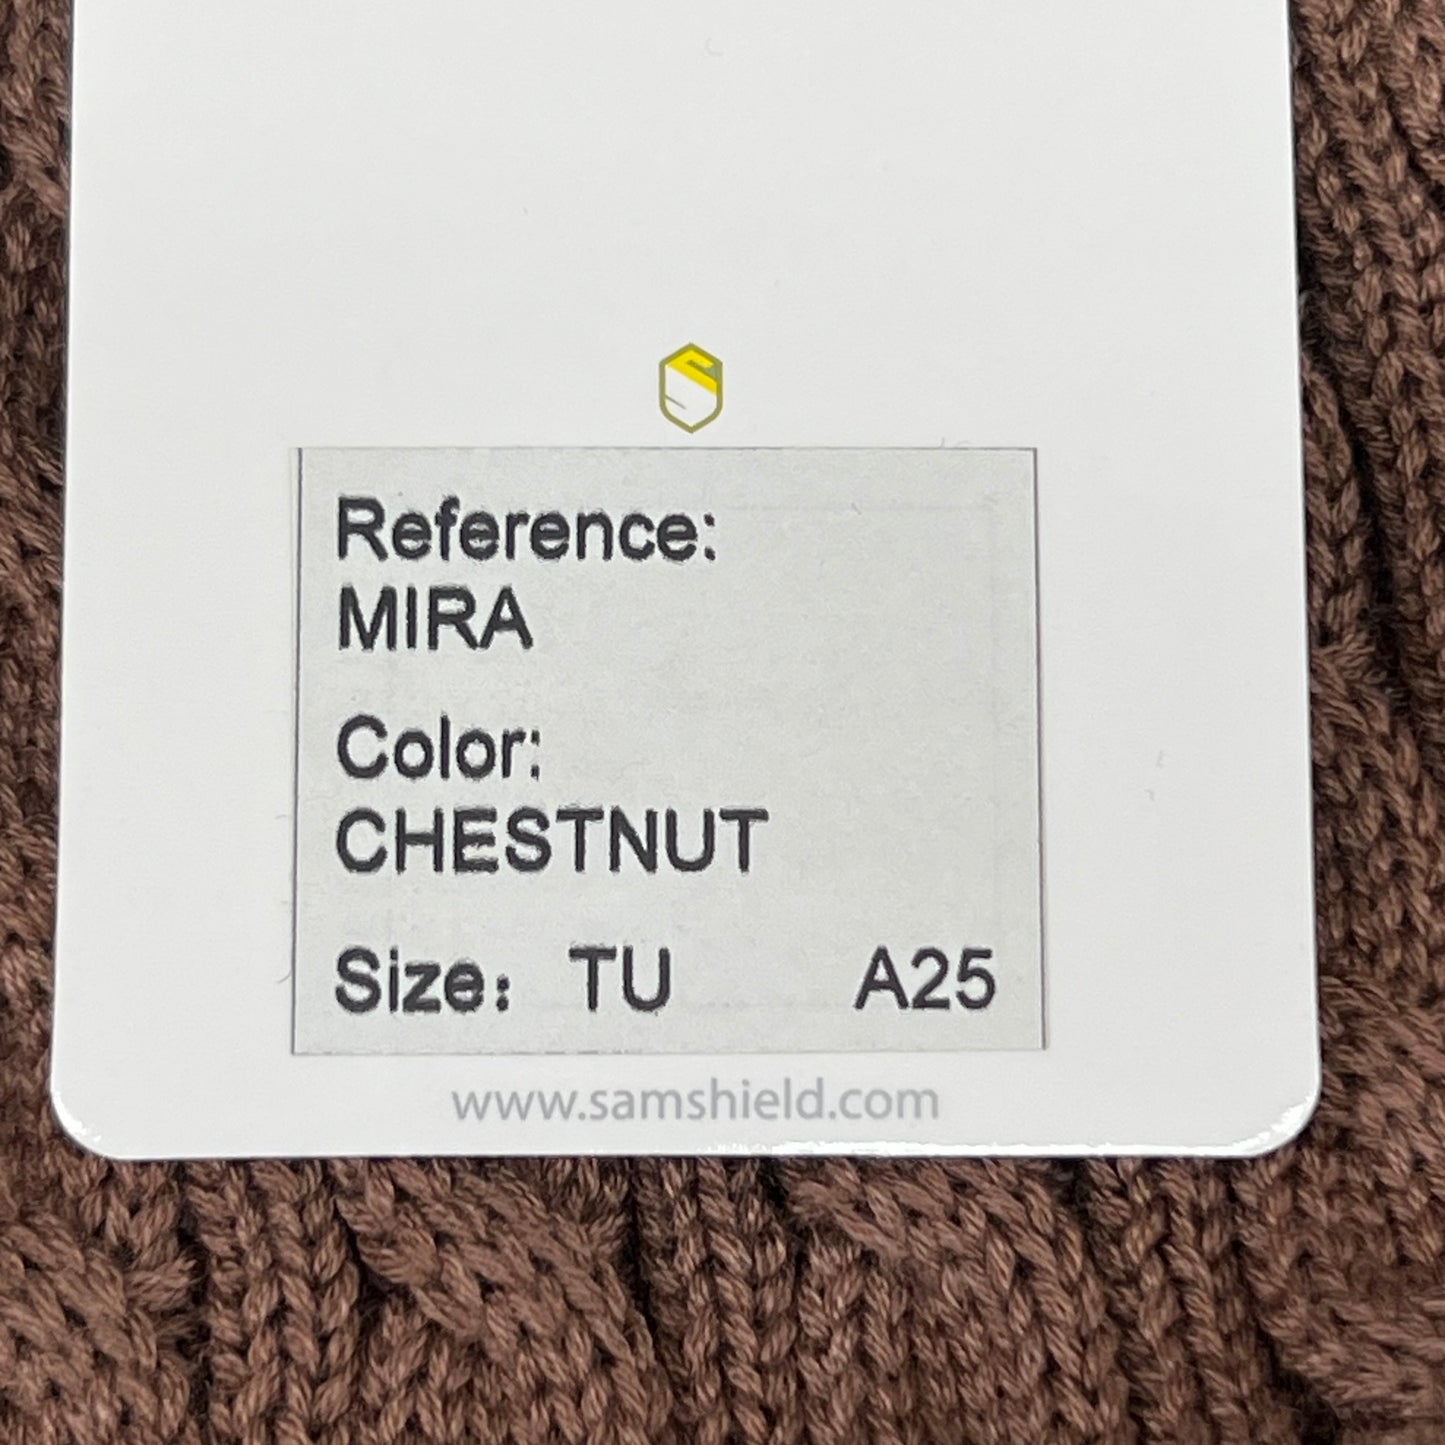 Reference:
MIRA
Color:
CHESTNUT
Size: TU A25
www.samshield.com